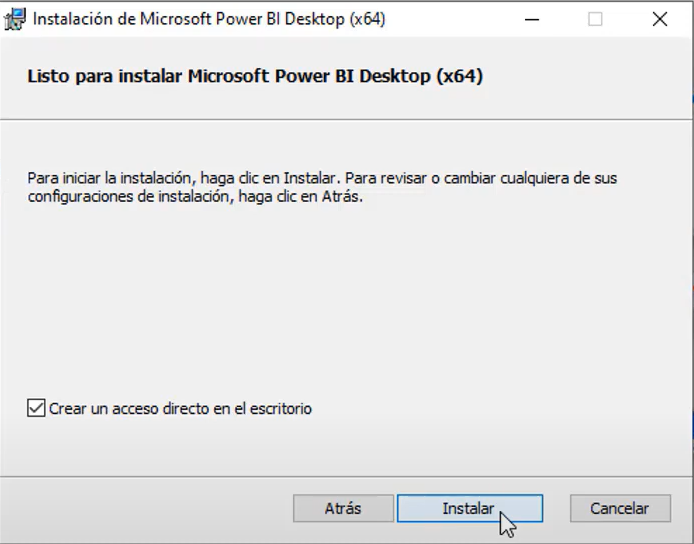 Instalación de Microsoft Power BI Desktop (x64)
Listo para instalar Microsoft Power BI Desktop (x64)
Para iniciar la instalación, haga clic en Instalar. Para revisar o cambiar cualquiera de sus
configuraciones de instalación, haga clic en Atrás.
Crear un acceso directo en el escritorio
Atrás Instalar Cancelar